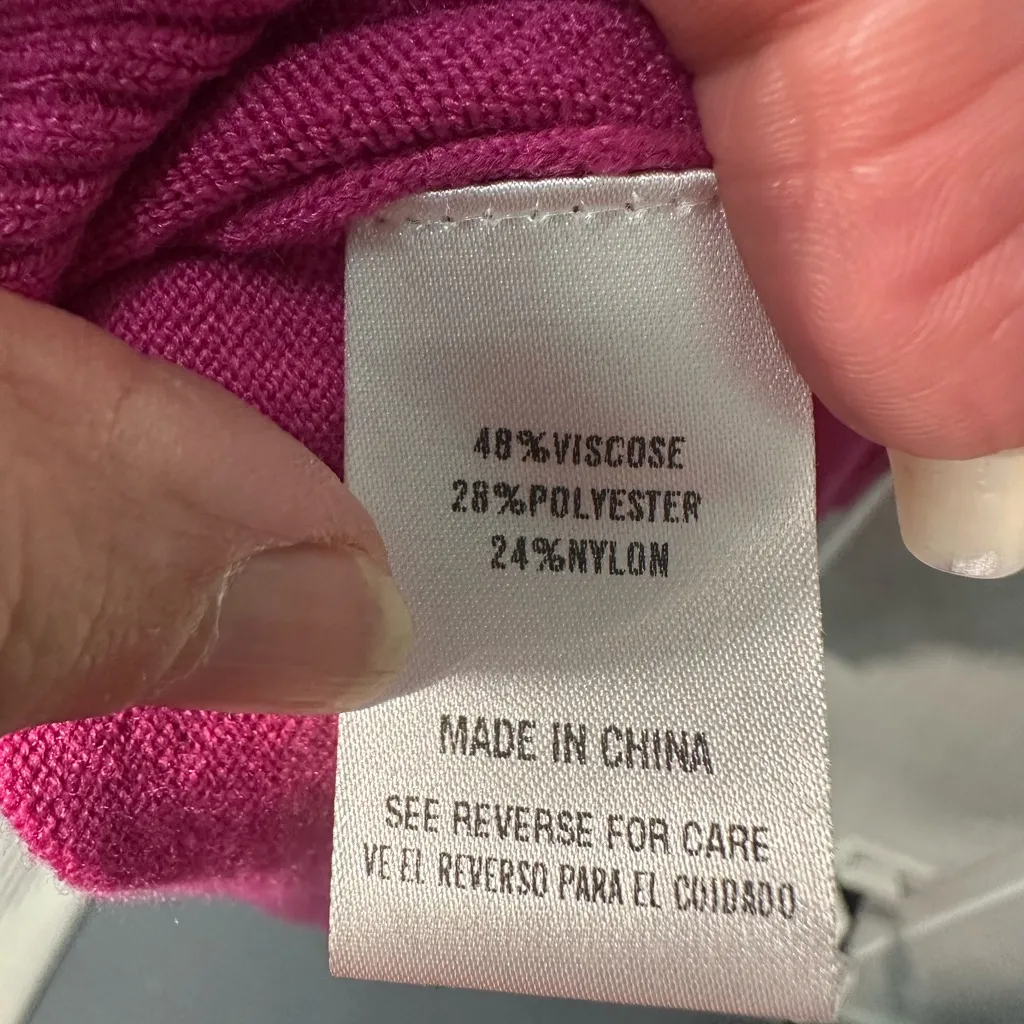 48%VISCOSE
28%POLYESTER
24%NYLON
MADE IN CHINA
SEE REVERSE FOR CARE
VE EL REVERSO PARA EL CUIDADO